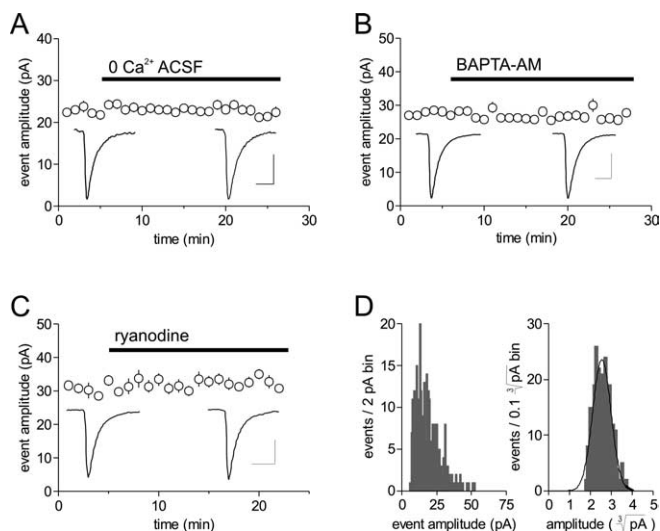 A
0 Ca²⁺ ACSF
event amplitude (pA)
40
30
20
10
0
0 10 20 30
time (min)
B
BAPTA-AM
event amplitude (pA)
50
40
30
20
10
0
0 10 20 30
time (min)
C
ryanodine
event amplitude (pA)
50
40
30
20
10
0
0 10 20
time (min)
D
events / 2 pA bin
20
15
10
5
0
0 25 50 75
event amplitude (pA)
events / 0.1 ∛pA bin
30
20
10
0
0 1 2 3 4 5
amplitude (∛pA)